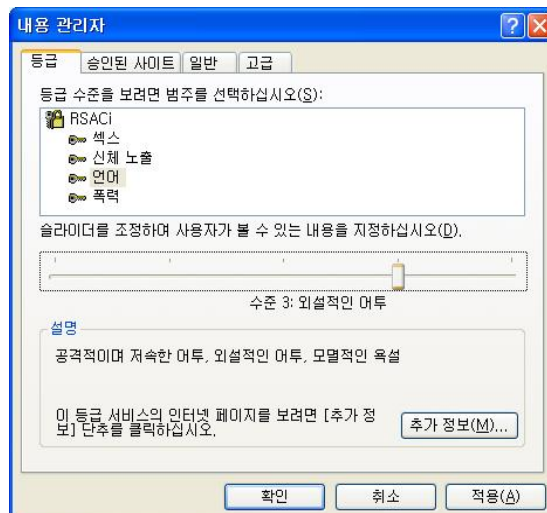 내용 관리자
등급 승인된 사이트 일반 고급
등급 수준을 보려면 범주를 선택하십시오(S):
RSACi
섹스
신체 노출
언어
폭력
슬라이더를 조정하며 사용자가 볼 수 있는 내용을 지정하십시오(D).
수준 3: 외설적인 어투
설명
공격적이며 저속한 어투, 외설적인 어투, 모멸적인 욕설
이 등급 서비스의 인터넷 페이지를 보려면 [추가 정
보] 단추를 클릭하십시오.
추가 정보(M)...
확인 취소 적용(A)